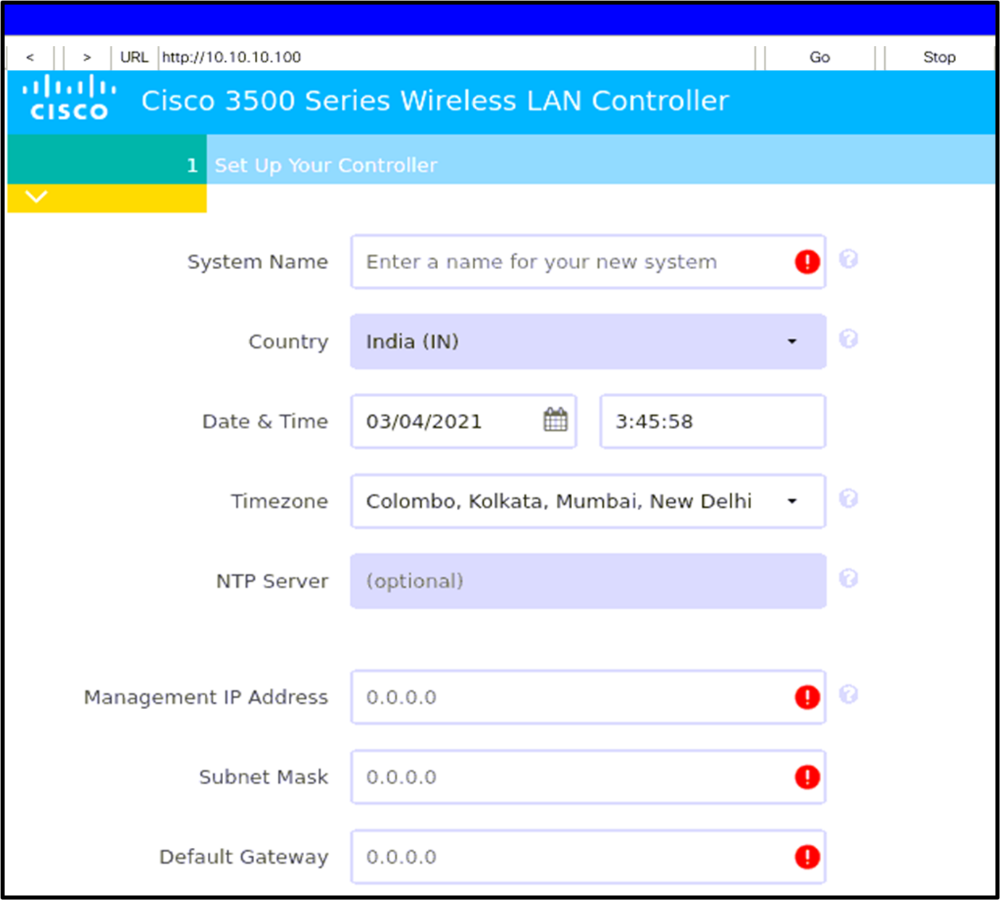 < > URL http://10.10.10.100 Go Stop
CISCO Cisco 3500 Series Wireless LAN Controller
1 Set Up Your Controller
System Name Enter a name for your new system
Country India (IN)
Date & Time 03/04/2021 3:45:58
Timezone Colombo, Kolkata, Mumbai, New Delhi
NTP Server (optional)
Management IP Address 0.0.0.0
Subnet Mask 0.0.0.0
Default Gateway 0.0.0.0